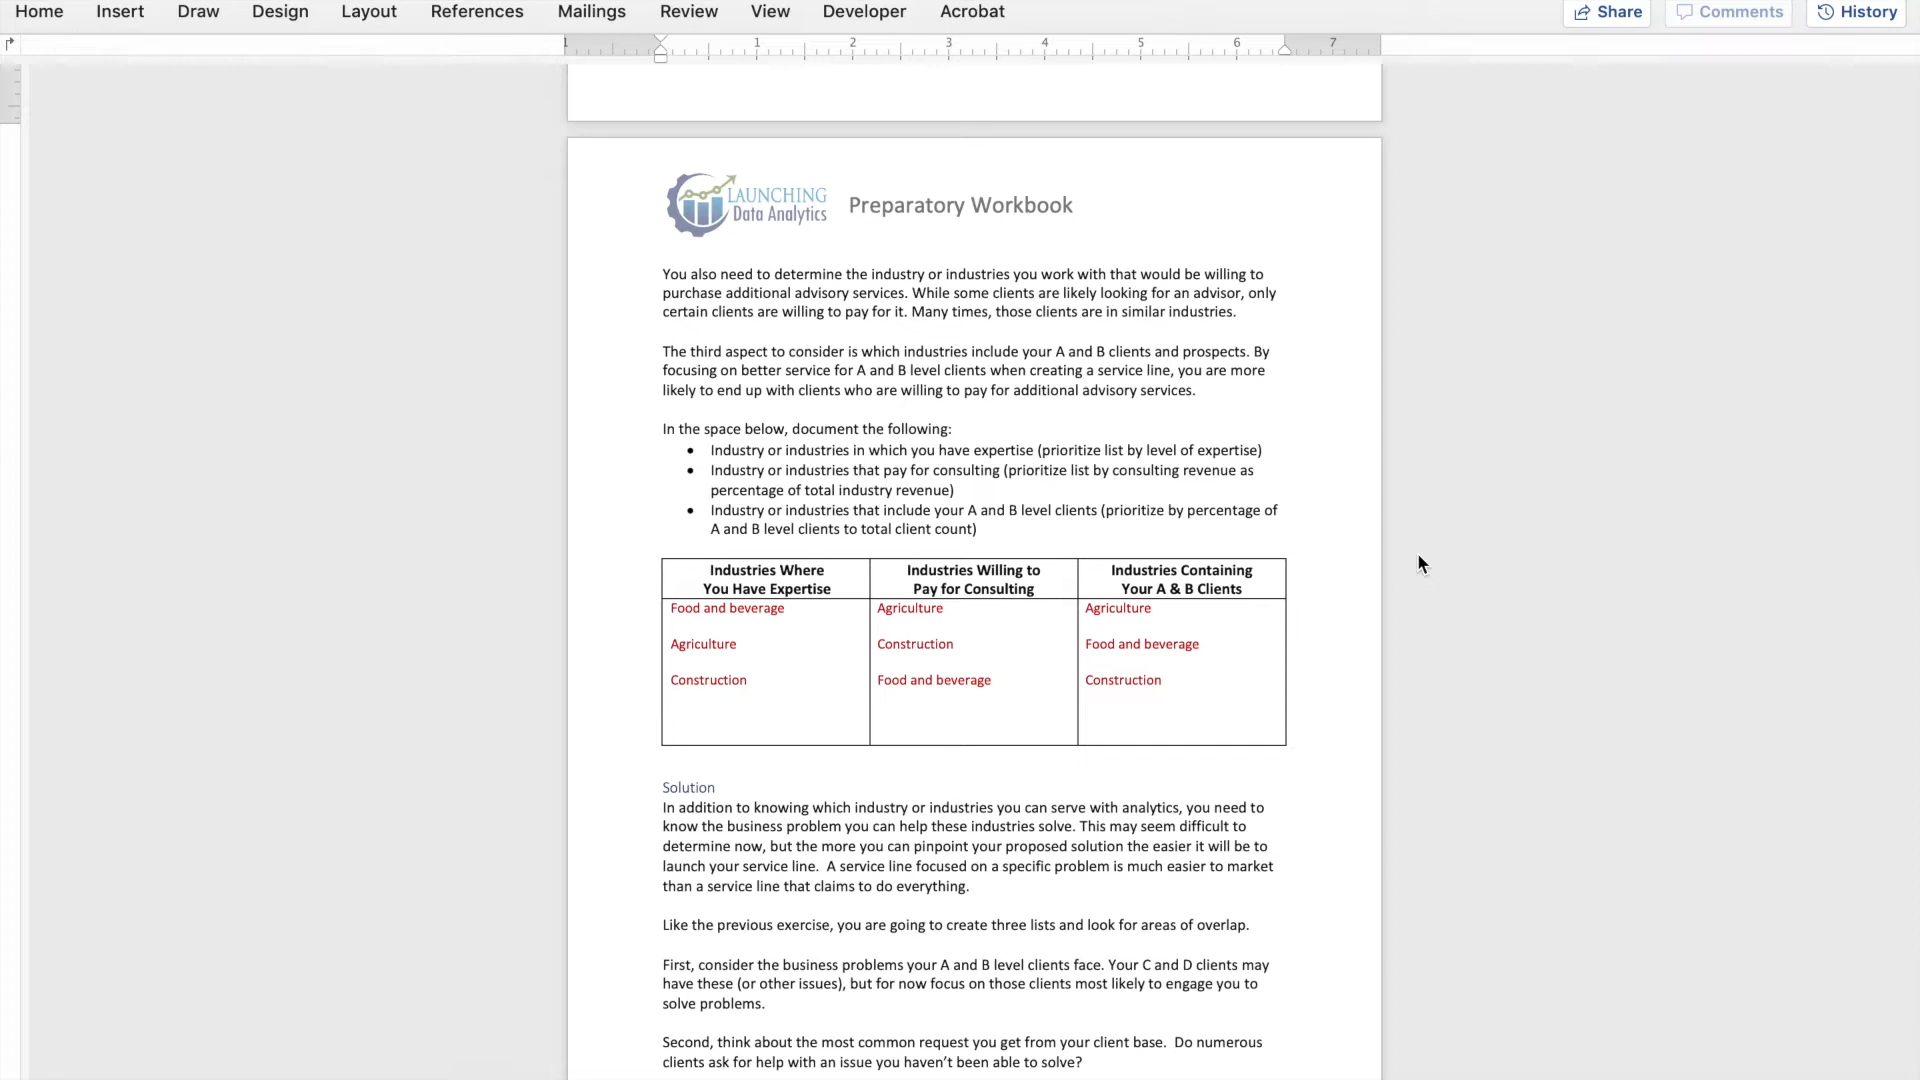 Home Insert Draw Design Layout References Mailings Review View Developer Acrobat Share Comments History
1 1 2 3 4 5 6 7
LAUNCHING
Data Analytics
Preparatory Workbook
You also need to determine the industry or industries you work with that would be willing to
purchase additional advisory services. While some clients are likely looking for an advisor, only
certain clients are willing to pay for it. Many times, those clients are in similar industries.
The third aspect to consider is which industries include your A and B clients and prospects. By
focusing on better service for A and B level clients when creating a service line, you are more
likely to end up with clients who are willing to pay for additional advisory services.
In the space below, document the following:
• Industry or industries in which you have expertise (prioritize list by level of expertise)
• Industry or industries that pay for consulting (prioritize list by consulting revenue as
percentage of total industry revenue)
• Industry or industries that include your A and B level clients (prioritize by percentage of
A and B level clients to total client count)
Industries Where Industries Willing to Industries Containing
You Have Expertise Pay for Consulting Your A & B Clients
Food and beverage Agriculture Agriculture
Agriculture Construction Food and beverage
Construction Food and beverage Construction
Solution
In addition to knowing which industry or industries you can serve with analytics, you need to
know the business problem you can help these industries solve. This may seem difficult to
determine now, but the more you can pinpoint your proposed solution the easier it will be to
launch your service line.  A service line focused on a specific problem is much easier to market
than a service line that claims to do everything.
Like the previous exercise, you are going to create three lists and look for areas of overlap.
First, consider the business problems your A and B level clients face. Your C and D clients may
have these (or other issues), but for now focus on those clients most likely to engage you to
solve problems.
Second, think about the most common request you get from your client base.  Do numerous
clients ask for help with an issue you haven't been able to solve?